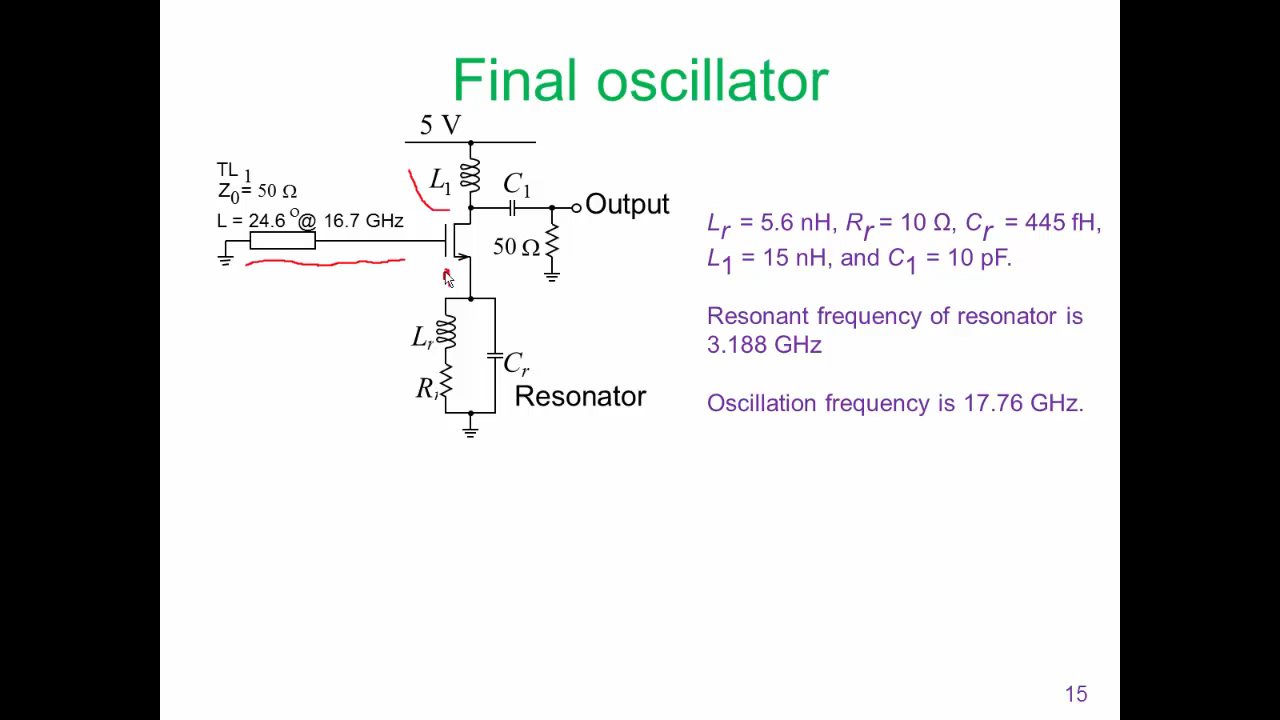 Final oscillator
5 V
TL1
Z0= 50 Ω
L = 24.6 O@ 16.7 GHz
L1
C1
Output
50 Ω
Lr
Cr
Rr
Resonator
Lr = 5.6 nH, Rr = 10 Ω, Cr = 445 fH,
L1 = 15 nH, and C1 = 10 pF.
Resonant frequency of resonator is
3.188 GHz
Oscillation frequency is 17.76 GHz.
15